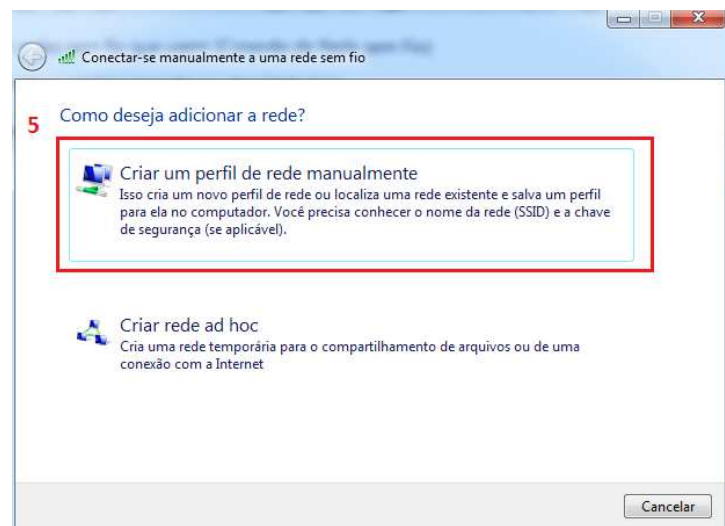 Conectar-se manualmente a uma rede sem fio
5
Como deseja adicionar a rede?
Criar um perfil de rede manualmente
Isso cria um novo perfil de rede ou localiza uma rede existente e salva um perfil
para ela no computador. Você precisa conhecer o nome da rede (SSID) e a chave
de segurança (se aplicável).
Criar rede ad hoc
Cria uma rede temporária para o compartilhamento de arquivos ou de uma
conexão com a Internet
Cancelar